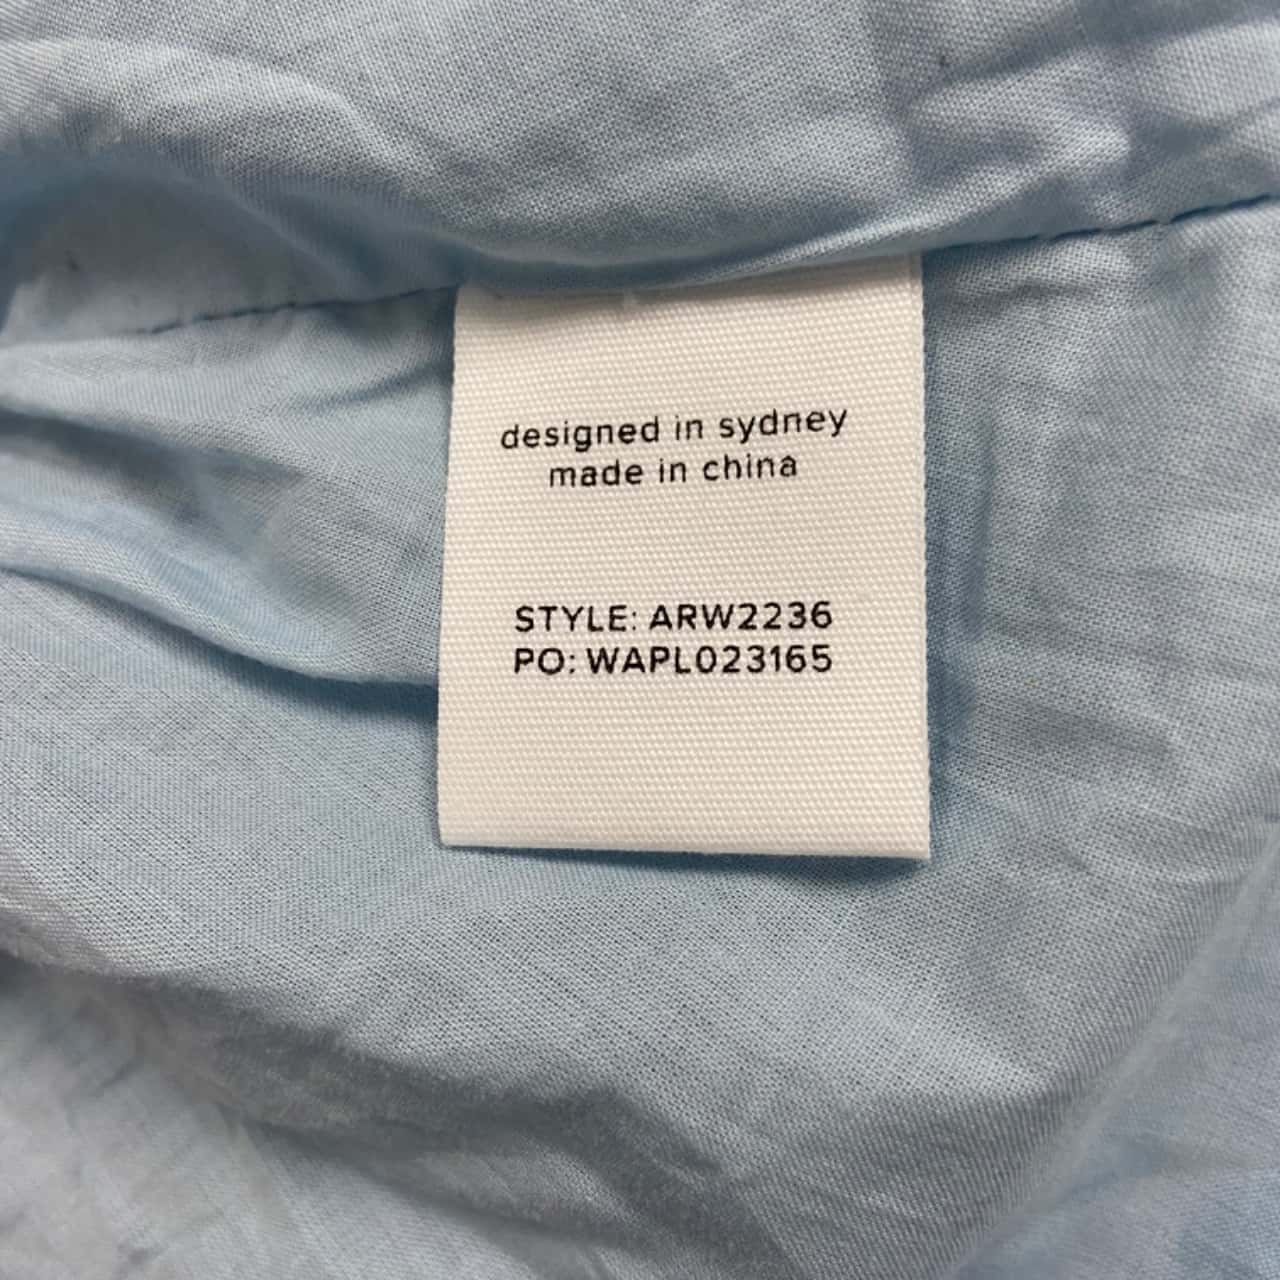 designed in sydney
made in china
STYLE: ARW2236
PO: WAPL023165